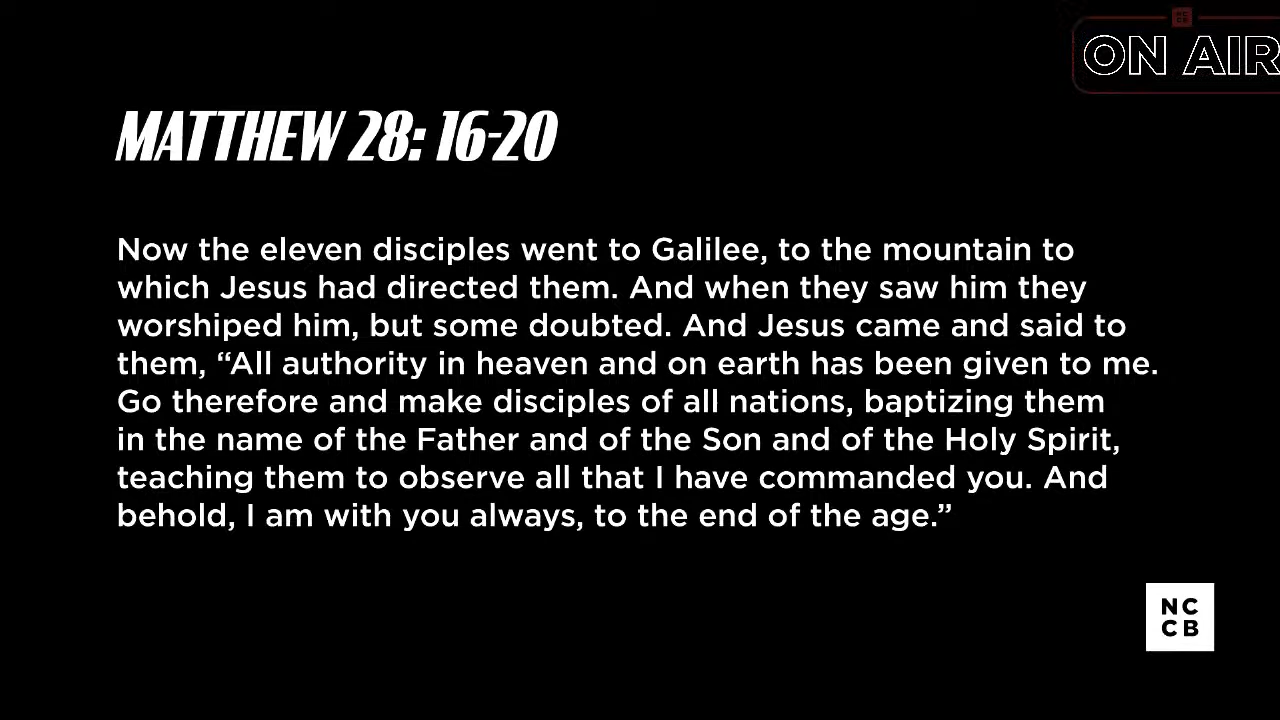 NC
CB
ON AIR
MATTHEW 28: 16-20
Now the eleven disciples went to Galilee, to the mountain to
which Jesus had directed them. And when they saw him they
worshiped him, but some doubted. And Jesus came and said to
them, “All authority in heaven and on earth has been given to me.
Go therefore and make disciples of all nations, baptizing them
in the name of the Father and of the Son and of the Holy Spirit,
teaching them to observe all that I have commanded you. And
behold, I am with you always, to the end of the age.”
NC
CB